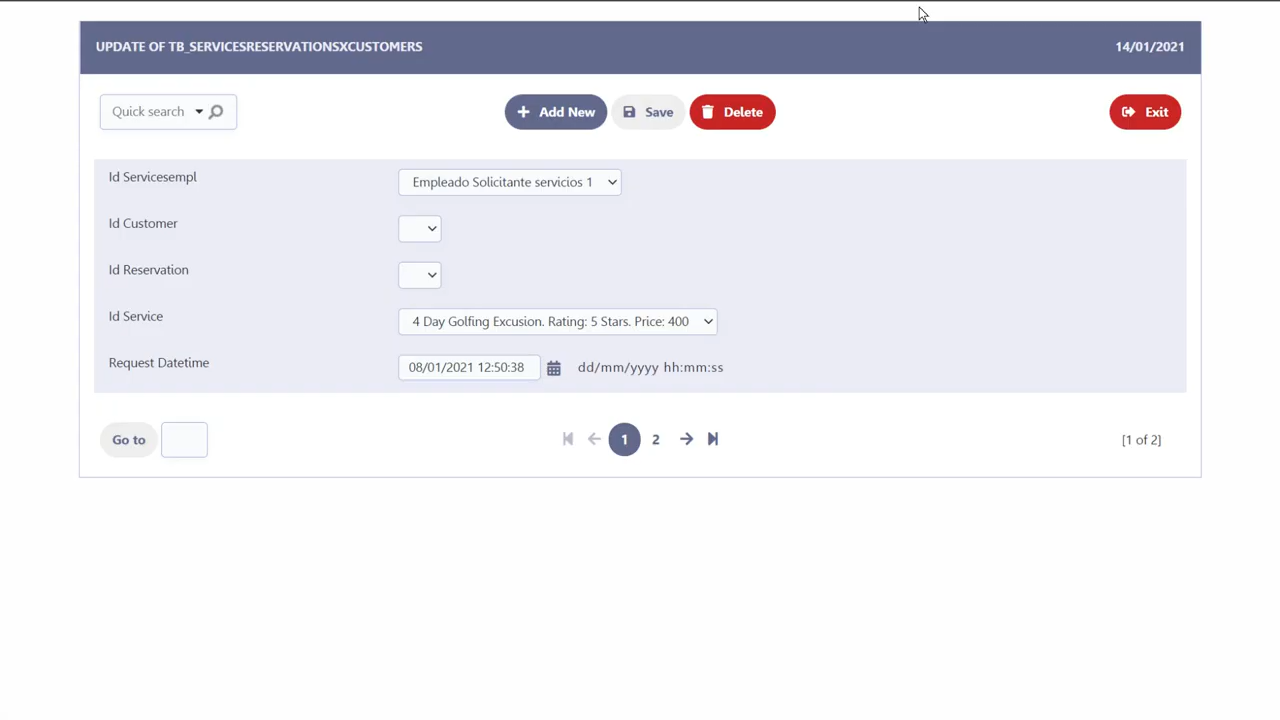 UPDATE OF TB_SERVICESRESERVATIONSXCUSTOMERS 14/01/2021
Quick search Add New Save Delete Exit
Id Servicesempl Empleado Solicitante servicios 1
Id Customer
Id Reservation
Id Service 4 Day Golfing Excusion. Rating: 5 Stars. Price: 400
Request Datetime 08/01/2021 12:50:38 dd/mm/yyyy hh:mm:ss
Go to 1 2 [1 of 2]